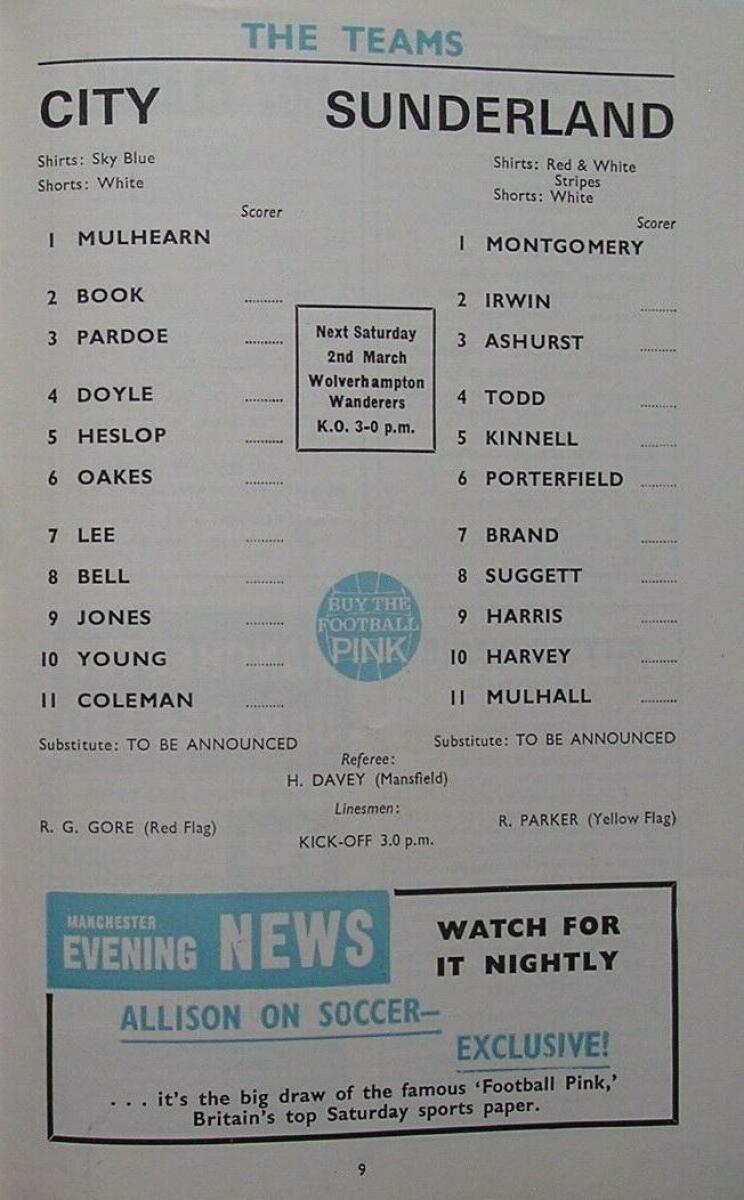 THE TEAMS
CITY
Shirts: Sky Blue
Shorts: White
Scorer
1 MULHEARN
2 BOOK ..........
3 PARDOE ..........
4 DOYLE ..........
5 HESLOP ..........
6 OAKES ..........
7 LEE ..........
8 BELL ..........
9 JONES ..........
10 YOUNG ..........
11 COLEMAN ..........
Substitute: TO BE ANNOUNCED
SUNDERLAND
Shirts: Red & White
Stripes
Shorts: White
Scorer
1 MONTGOMERY
2 IRWIN ..........
3 ASHURST ..........
4 TODD ..........
5 KINNELL ..........
6 PORTERFIELD ..........
7 BRAND ..........
8 SUGGETT ..........
9 HARRIS ..........
10 HARVEY ..........
11 MULHALL ..........
Substitute: TO BE ANNOUNCED
Next Saturday
2nd March
Wolverhampton
Wanderers
K.O. 3-0 p.m.
BUY THE
FOOTBALL
PINK
Referee:
H. DAVEY (Mansfield)
Linesmen:
R. G. GORE (Red Flag)
R. PARKER (Yellow Flag)
KICK-OFF 3.0 p.m.
MANCHESTER
EVENING NEWS
WATCH FOR
IT NIGHTLY
ALLISON ON SOCCER—
EXCLUSIVE!
. . . it's the big draw of the famous 'Football Pink,'
Britain's top Saturday sports paper.
9